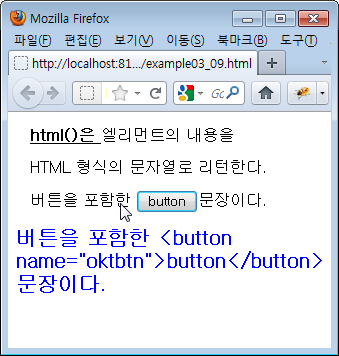 Mozilla Firefox
파일(F) 편집(E) 보기(V) 이동(S) 북마크(B) 도구(T)
http://localhost:81.../example03_09.html
html()은 엘리먼트의 내용을
HTML 형식의 문자열로 리턴한다.
버튼을 포함한 button 문장이다.
버튼을 포함한 <button
name="oktbtn">button</button>
문장이다.